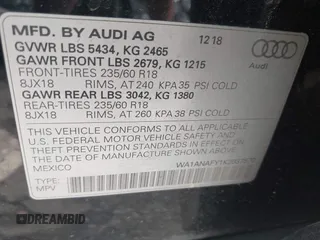 MFD. BY AUDI AG 12 18
GVWR LBS 5434, KG 2465
GAWR FRONT LBS 2679, KG 1215
FRONT-TIRES 235/60 R18
8JX18 RIMS, AT 240 KPA 35 PSI COLD
GAWR REAR LBS 3042, KG 1380
REAR-TIRES 235/60 R18
8JX18 RIMS, AT 260 KPA 38 PSI COLD
THIS VEHICLE CONFORMS TO ALL APPLICABLE
U.S. FEDERAL MOTOR VEHICLE SAFETY
BUMPER AND THEFT PREVENTION
STANDARDS IN EFFECT ON THE DATE OF
MANUFACTURE SHOWN ABOVE.
MEXICO
TYPE
MPV
DREAMBID